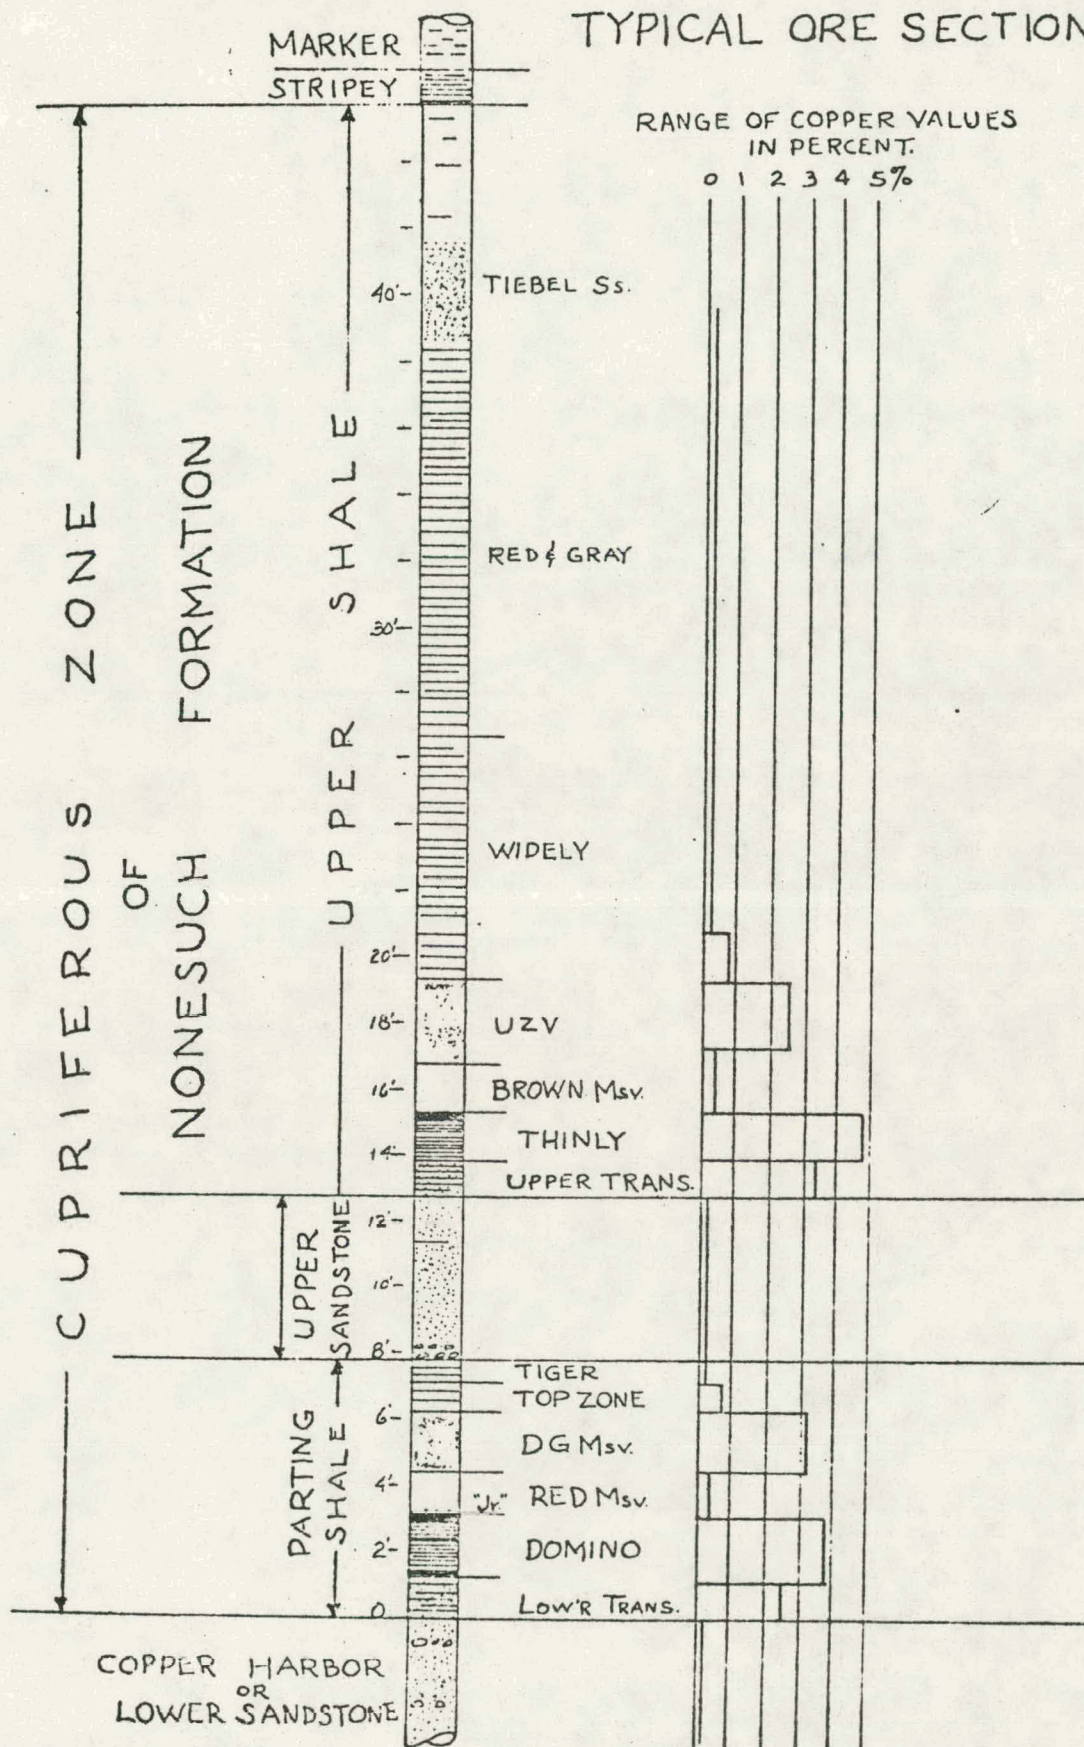 TYPICAL ORE SECTION
MARKER
STRIPEY
RANGE OF COPPER VALUES
IN PERCENT.
0 1 2 3 4 5%
40'-
TIEBEL Ss.
RED & GRAY
30'-
WIDELY
20'-
18'-
UZV
16'-
BROWN Msv.
THINLY
14'-
UPPER TRANS.
12'-
10'-
8'-
TIGER
TOP ZONE
6'-
DG Msv.
4'-
"Jr." RED Msv.
2'-
DOMINO
0
LOW'R TRANS.
CUPRIFEROUS ZONE
OF
NONESUCH FORMATION
UPPER SHALE
UPPER
SANDSTONE
PARTING
SHALE
COPPER HARBOR
OR
LOWER SANDSTONE